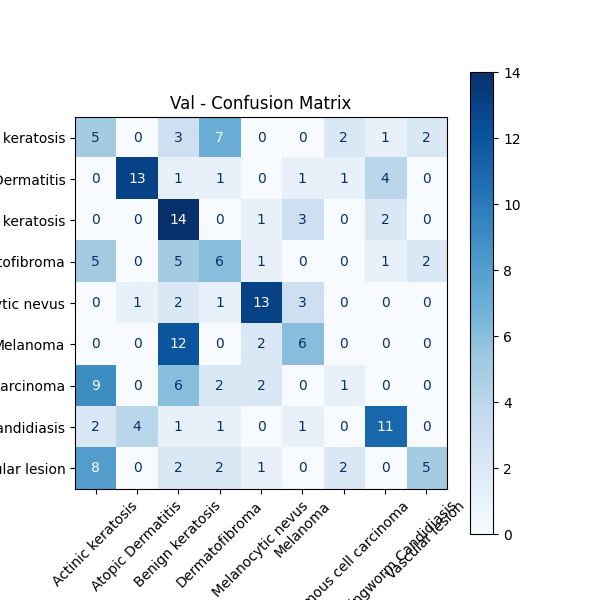 Val - Confusion Matrix
keratosis 5 0 3 7 0 0 2 1 2
Dermatitis 0 13 1 1 0 1 1 4 0
keratosis 0 0 14 0 1 3 0 2 0
tofibroma 5 0 5 6 1 0 0 1 2
ytic nevus 0 1 2 1 13 3 0 0 0
Melanoma 0 0 12 0 2 6 0 0 0
arcinoma 9 0 6 2 2 0 1 0 0
andidiasis 2 4 1 1 0 1 0 11 0
ular lesion 8 0 2 2 1 0 2 0 5
Actinic keratosis
Atopic Dermatitis
Benign keratosis
Dermatofibroma
Melanocytic nevus
Melanoma
mous cell carcinoma
ingworm Candidiasis
Vascular lesion
14
12
10
8
6
4
2
0